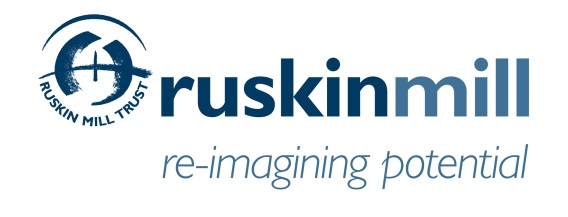 RUSKIN MILL TRUST
ruskinmill
re-imagining potential